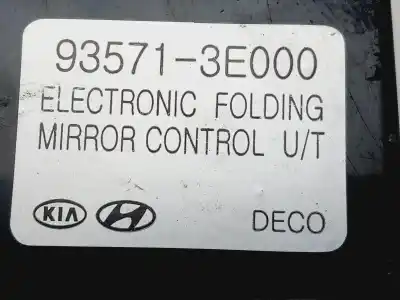 93571-3E000
ELECTRONIC FOLDING
MIRROR CONTROL U/T
KIA DECO